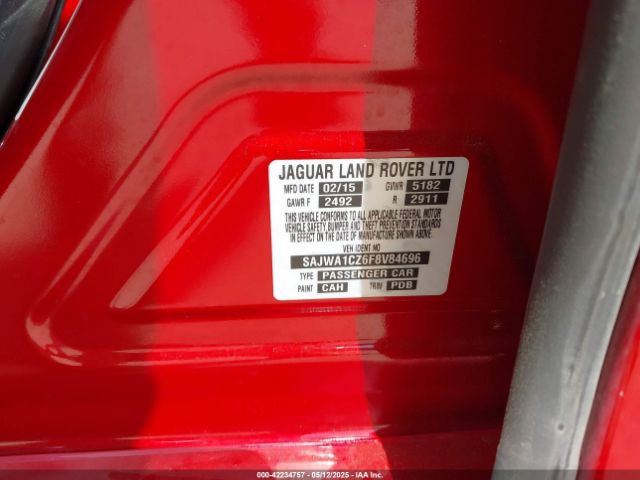 JAGUAR LAND ROVER LTD
MFD DATE 02/15 GVWR 5182
GAWR F 2492 R 2911
THIS VEHICLE CONFORMS TO ALL APPLICABLE FEDERAL MOTOR
VEHICLE SAFETY, BUMPER AND THEFT PREVENTION STANDARDS
IN EFFECT ON THE DATE OF MANUFACTURE SHOWN ABOVE.
VEH IDENT NO
SAJWA1CZ6F8V84696
TYPE PASSENGER CAR
PAINT CAH TRIM PDB
000-42234757 - 05/12/2025 - IAAI.COM